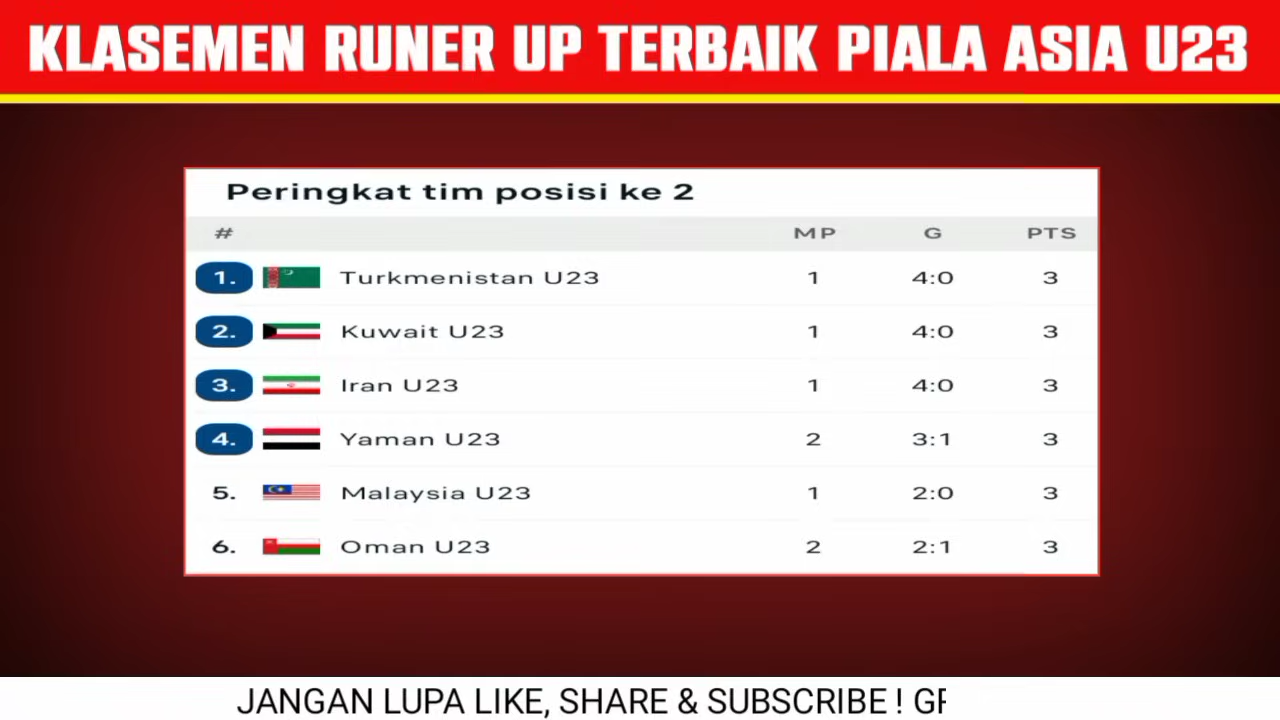 KLASEMEN RUNER UP TERBAIK PIALA ASIA U23
Peringkat tim posisi ke 2
# MP G PTS
1. Turkmenistan U23 1 4:0 3
2. Kuwait U23 1 4:0 3
3. Iran U23 1 4:0 3
4. Yaman U23 2 3:1 3
5. Malaysia U23 1 2:0 3
6. Oman U23 2 2:1 3
JANGAN LUPA LIKE, SHARE & SUBSCRIBE !